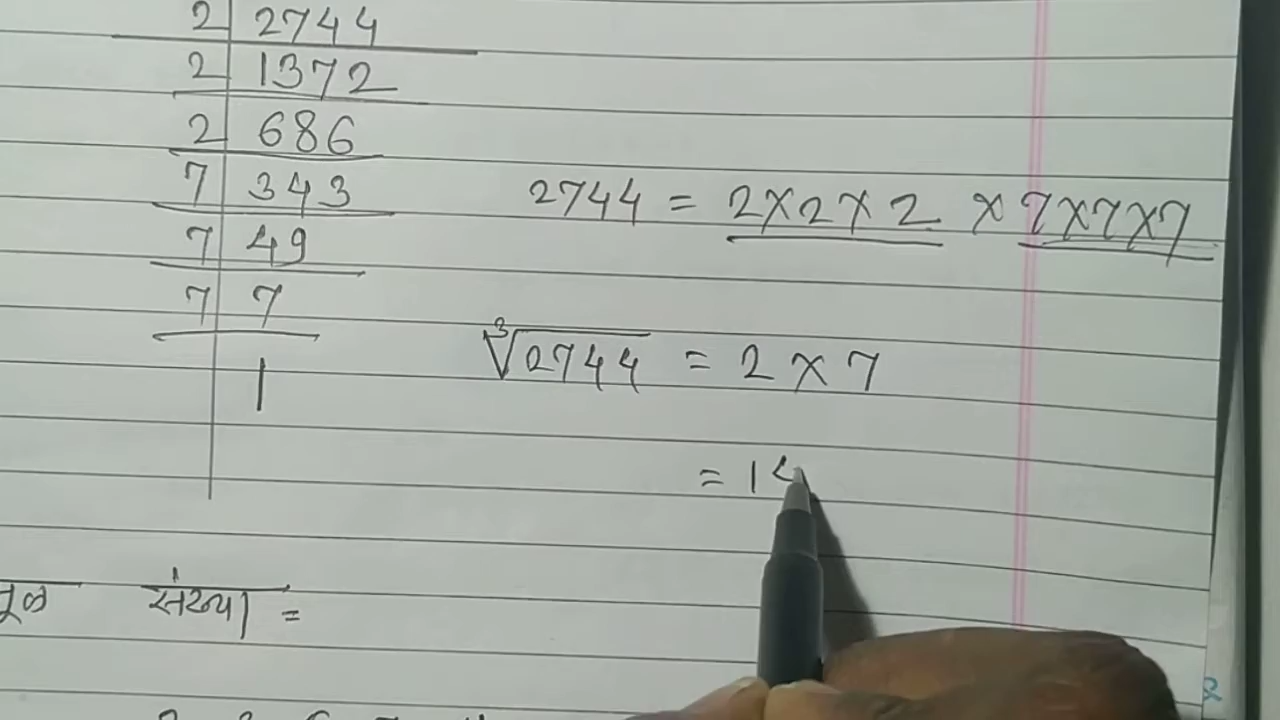 2 | 2744
2 | 1372
2 | 686
7 | 343
7 | 49
7 | 7
1
2744 = 2×2×2 × 7×7×7
∛2744 = 2 × 7
= 14
संख्या =